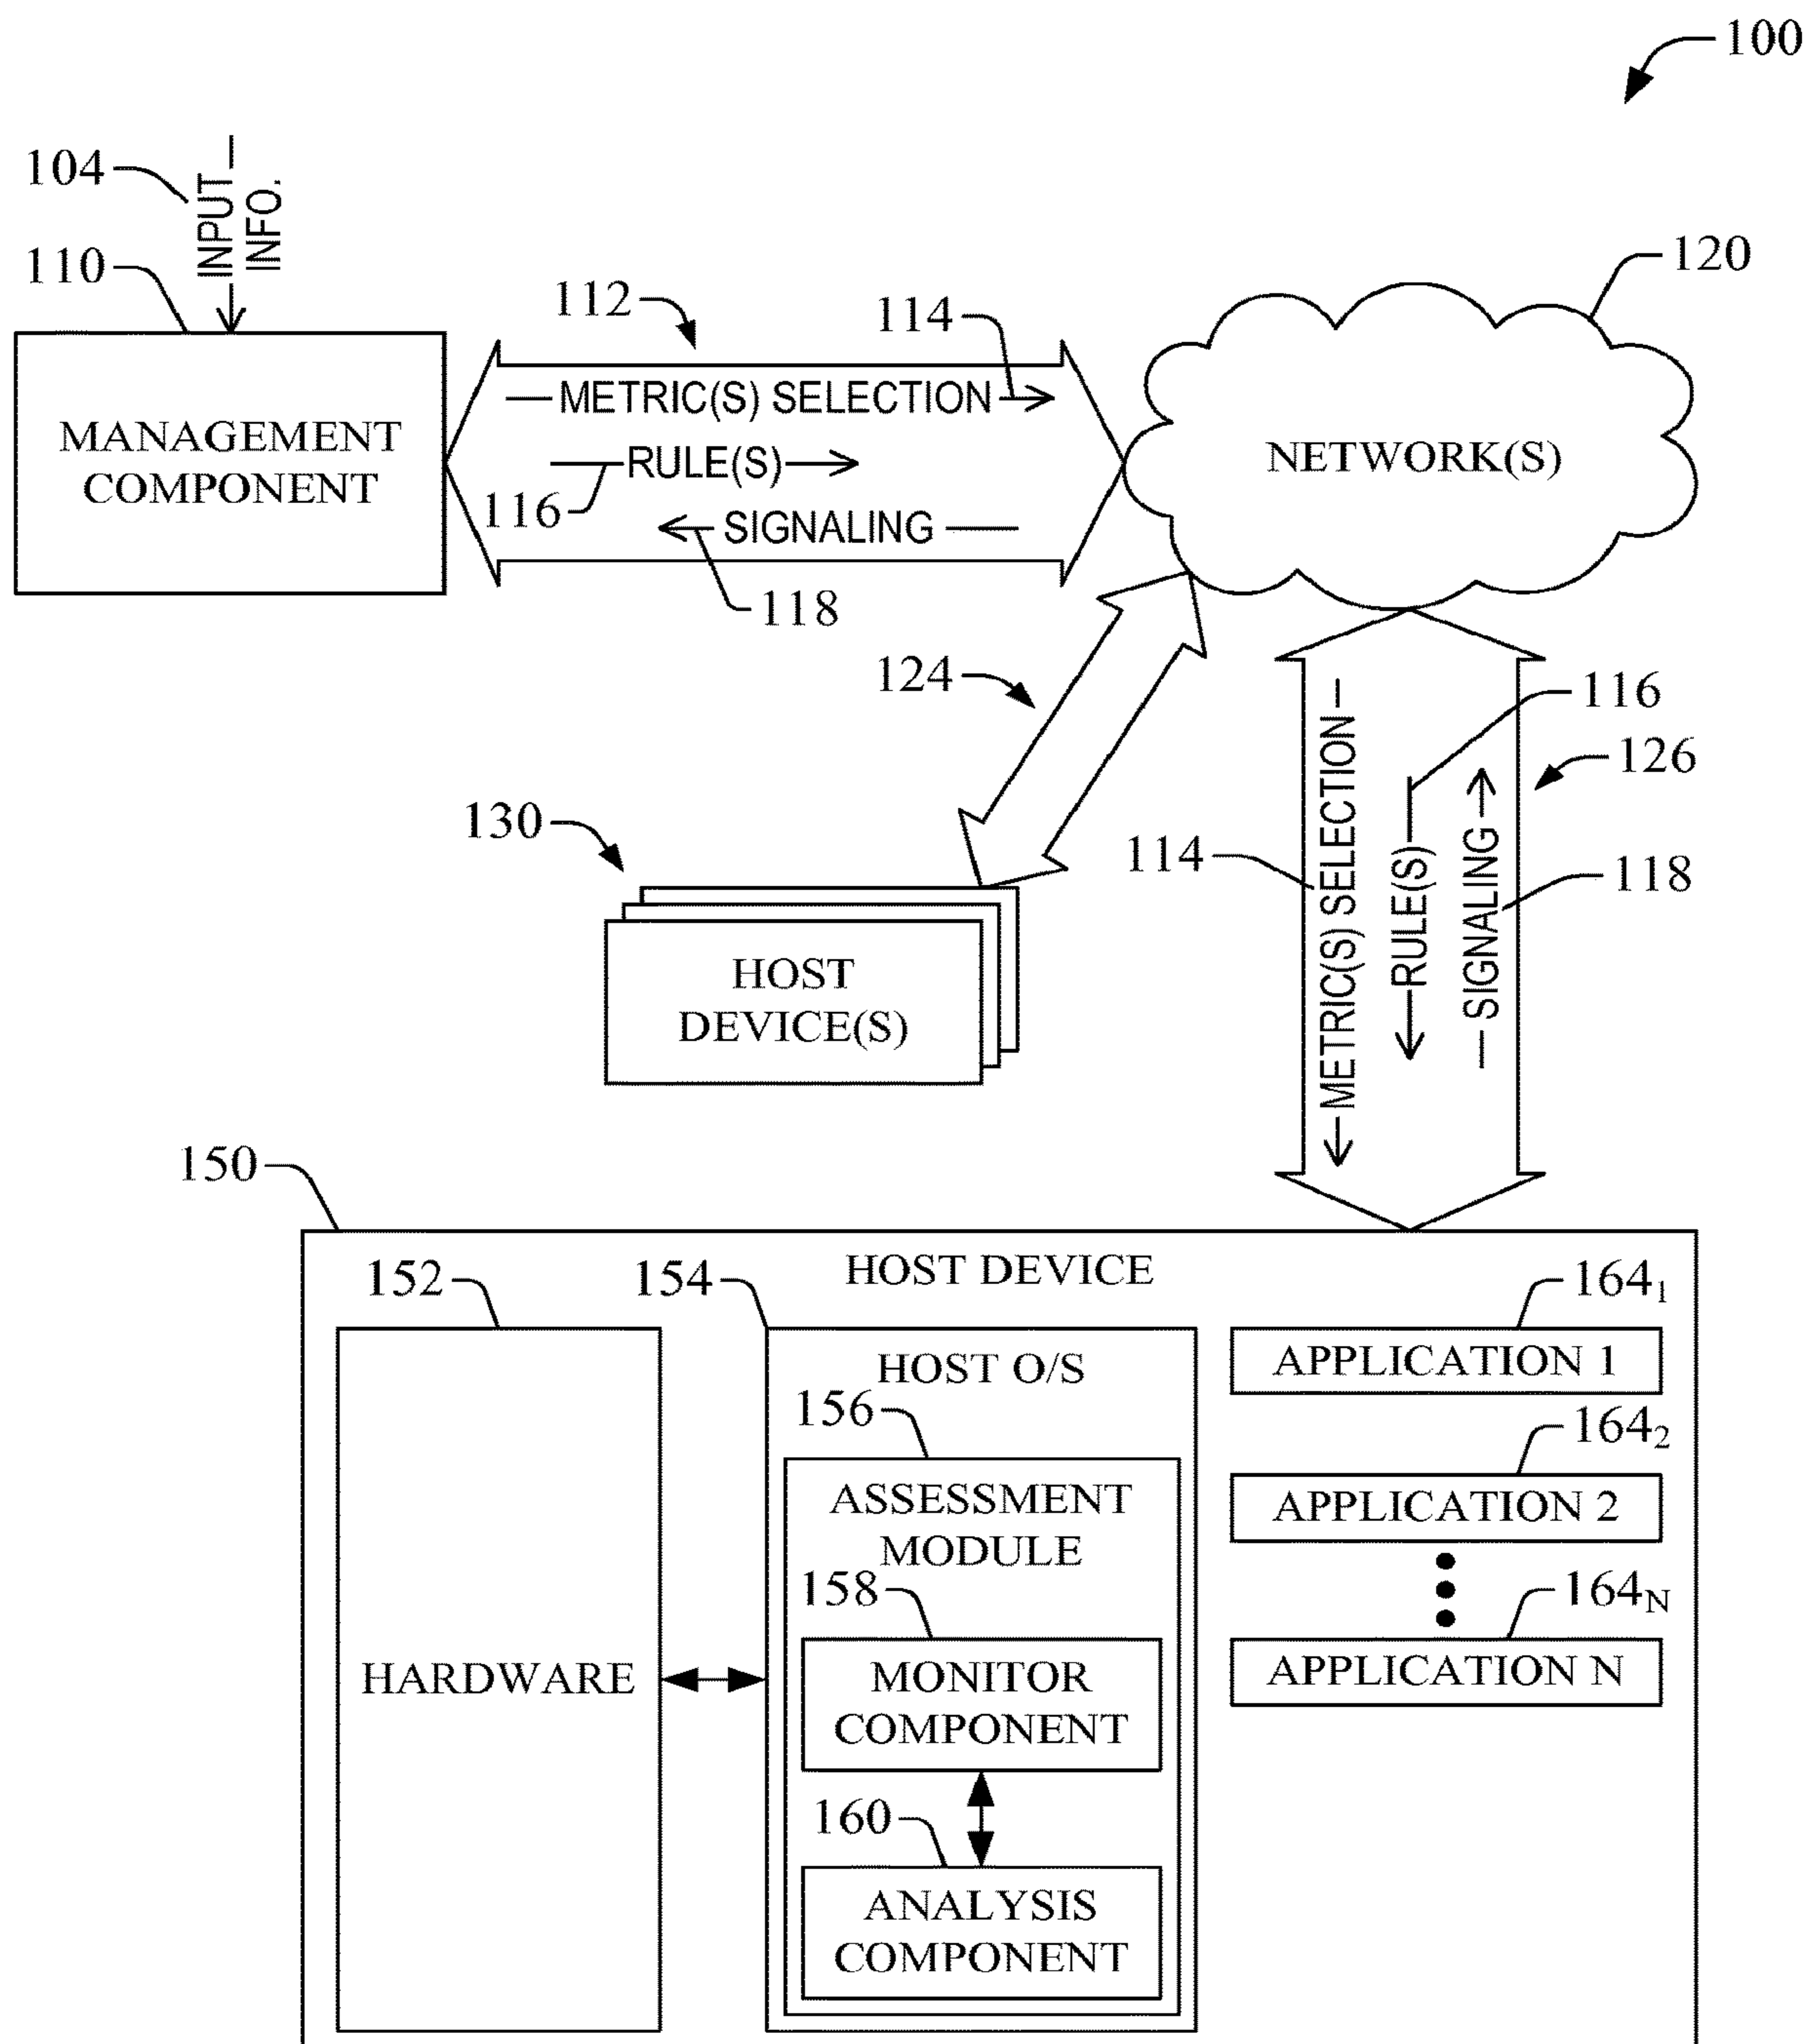 100
104
INPUT
INFO.
110
112
114
120
MANAGEMENT
COMPONENT
METRIC(S) SELECTION
RULE(S)
116
SIGNALING
118
NETWORK(S)
124
116
126
130
114
METRIC(S) SELECTION
RULE(S)
SIGNALING
118
HOST
DEVICE(S)
150
HOST DEVICE
152
154
164₁
HOST O/S
APPLICATION 1
156
164₂
ASSESSMENT
MODULE
APPLICATION 2
158
164N
HARDWARE
MONITOR
COMPONENT
APPLICATION N
160
ANALYSIS
COMPONENT